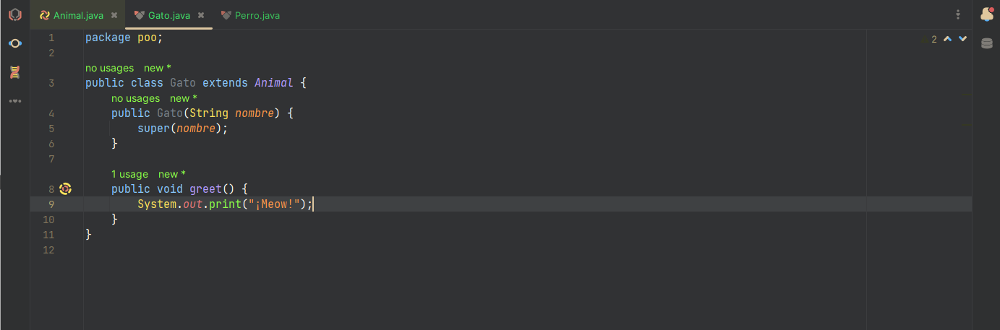 Animal.java Gato.java Perro.java
1 package poo; 2
2
no usages new *
3 public class Gato extends Animal {
no usages new *
4 public Gato(String nombre) {
5 super(nombre);
6 }
7
1 usage new *
8 public void greet() {
9 System.out.print("¡Meow!");
10 }
11 }
12